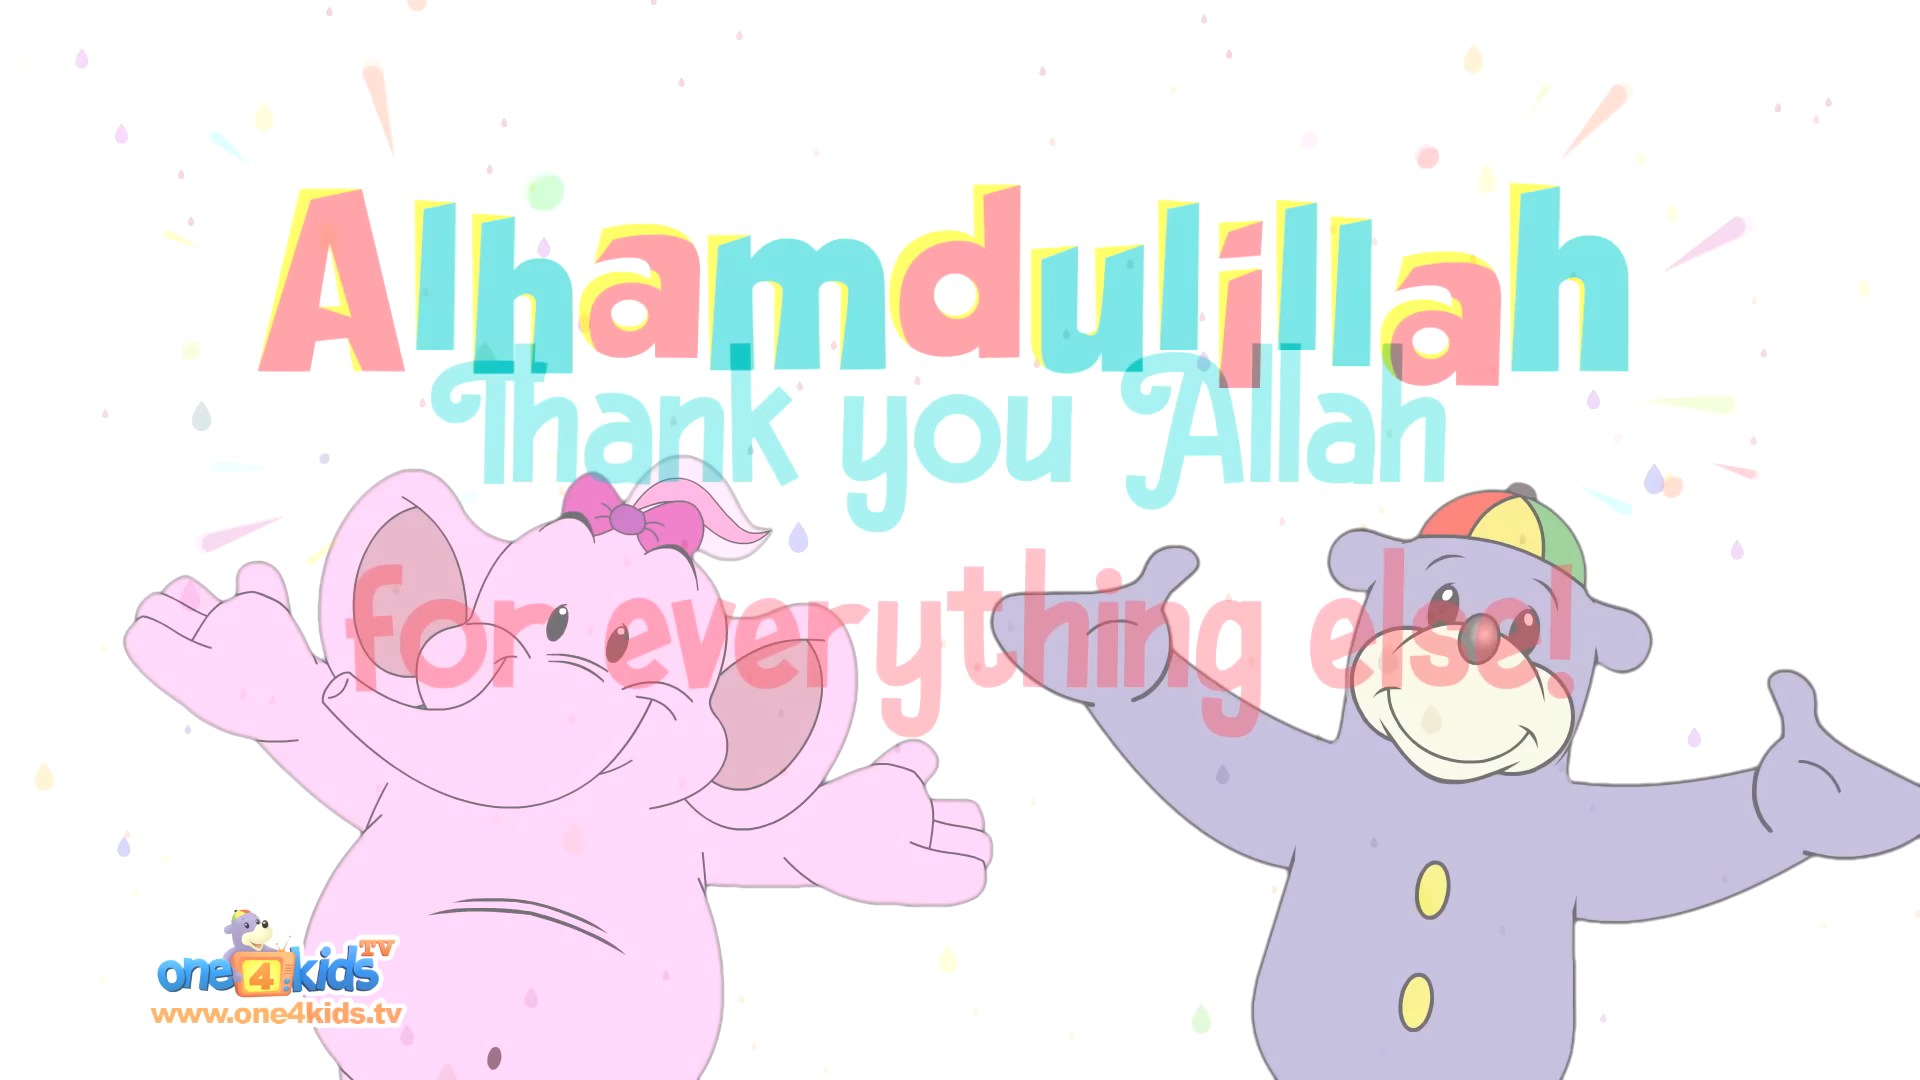 Alhamdulillah
Thank you Allah
for everything else!
one4kids TV
www.one4kids.tv